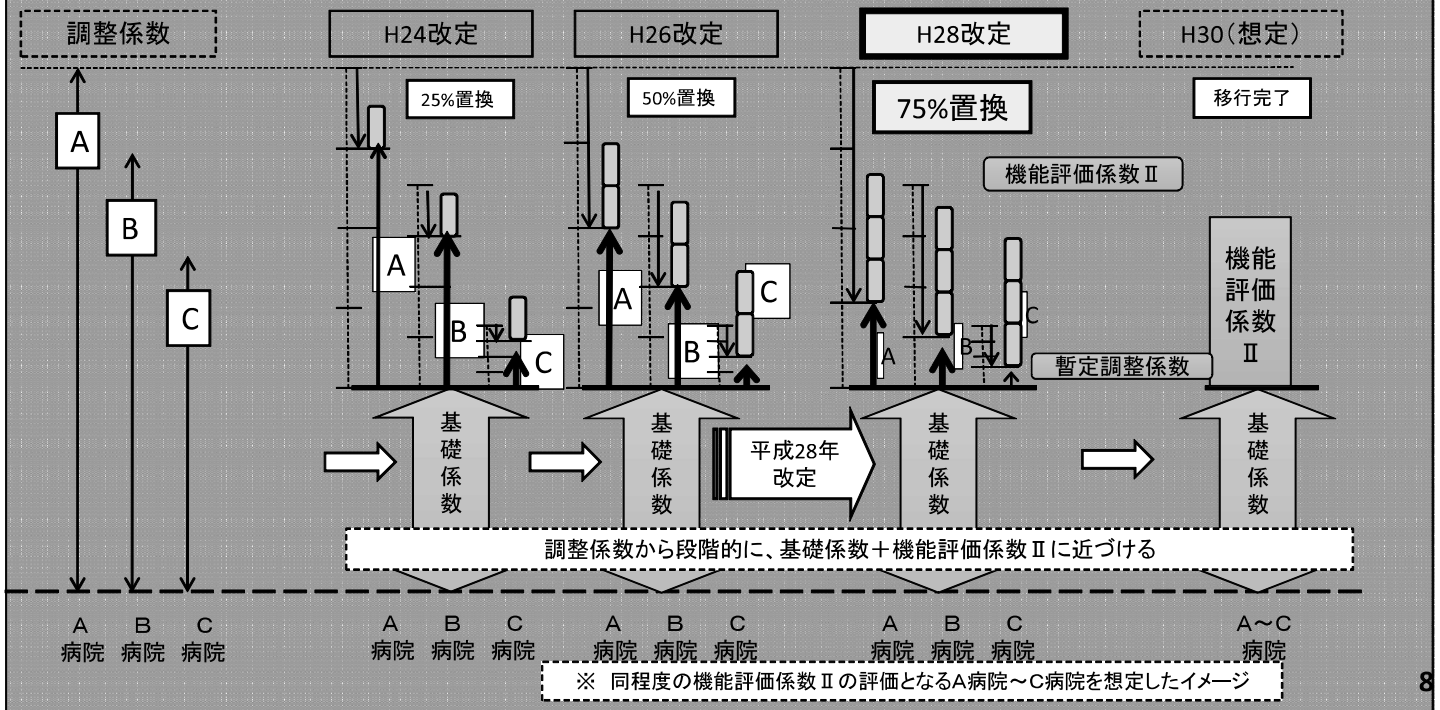 調整係数
H24改定
H26改定
H28改定
H30(想定)
25%置換
50%置換
75%置換
移行完了
A
B
C
A
B
C
A
B
C
A
B
C
機能評価係数Ⅱ
暫定調整係数
機能
評価
係数
Ⅱ
基礎係数
基礎係数
平成28年
改定
基礎係数
基礎係数
調整係数から段階的に、基礎係数+機能評価係数Ⅱに近づける
A
病院
B
病院
C
病院
A
病院
B
病院
C
病院
A
病院
B
病院
C
病院
A
病院
B
病院
C
病院
A~C
病院
※ 同程度の機能評価係数Ⅱの評価となるA病院~C病院を想定したイメージ
8